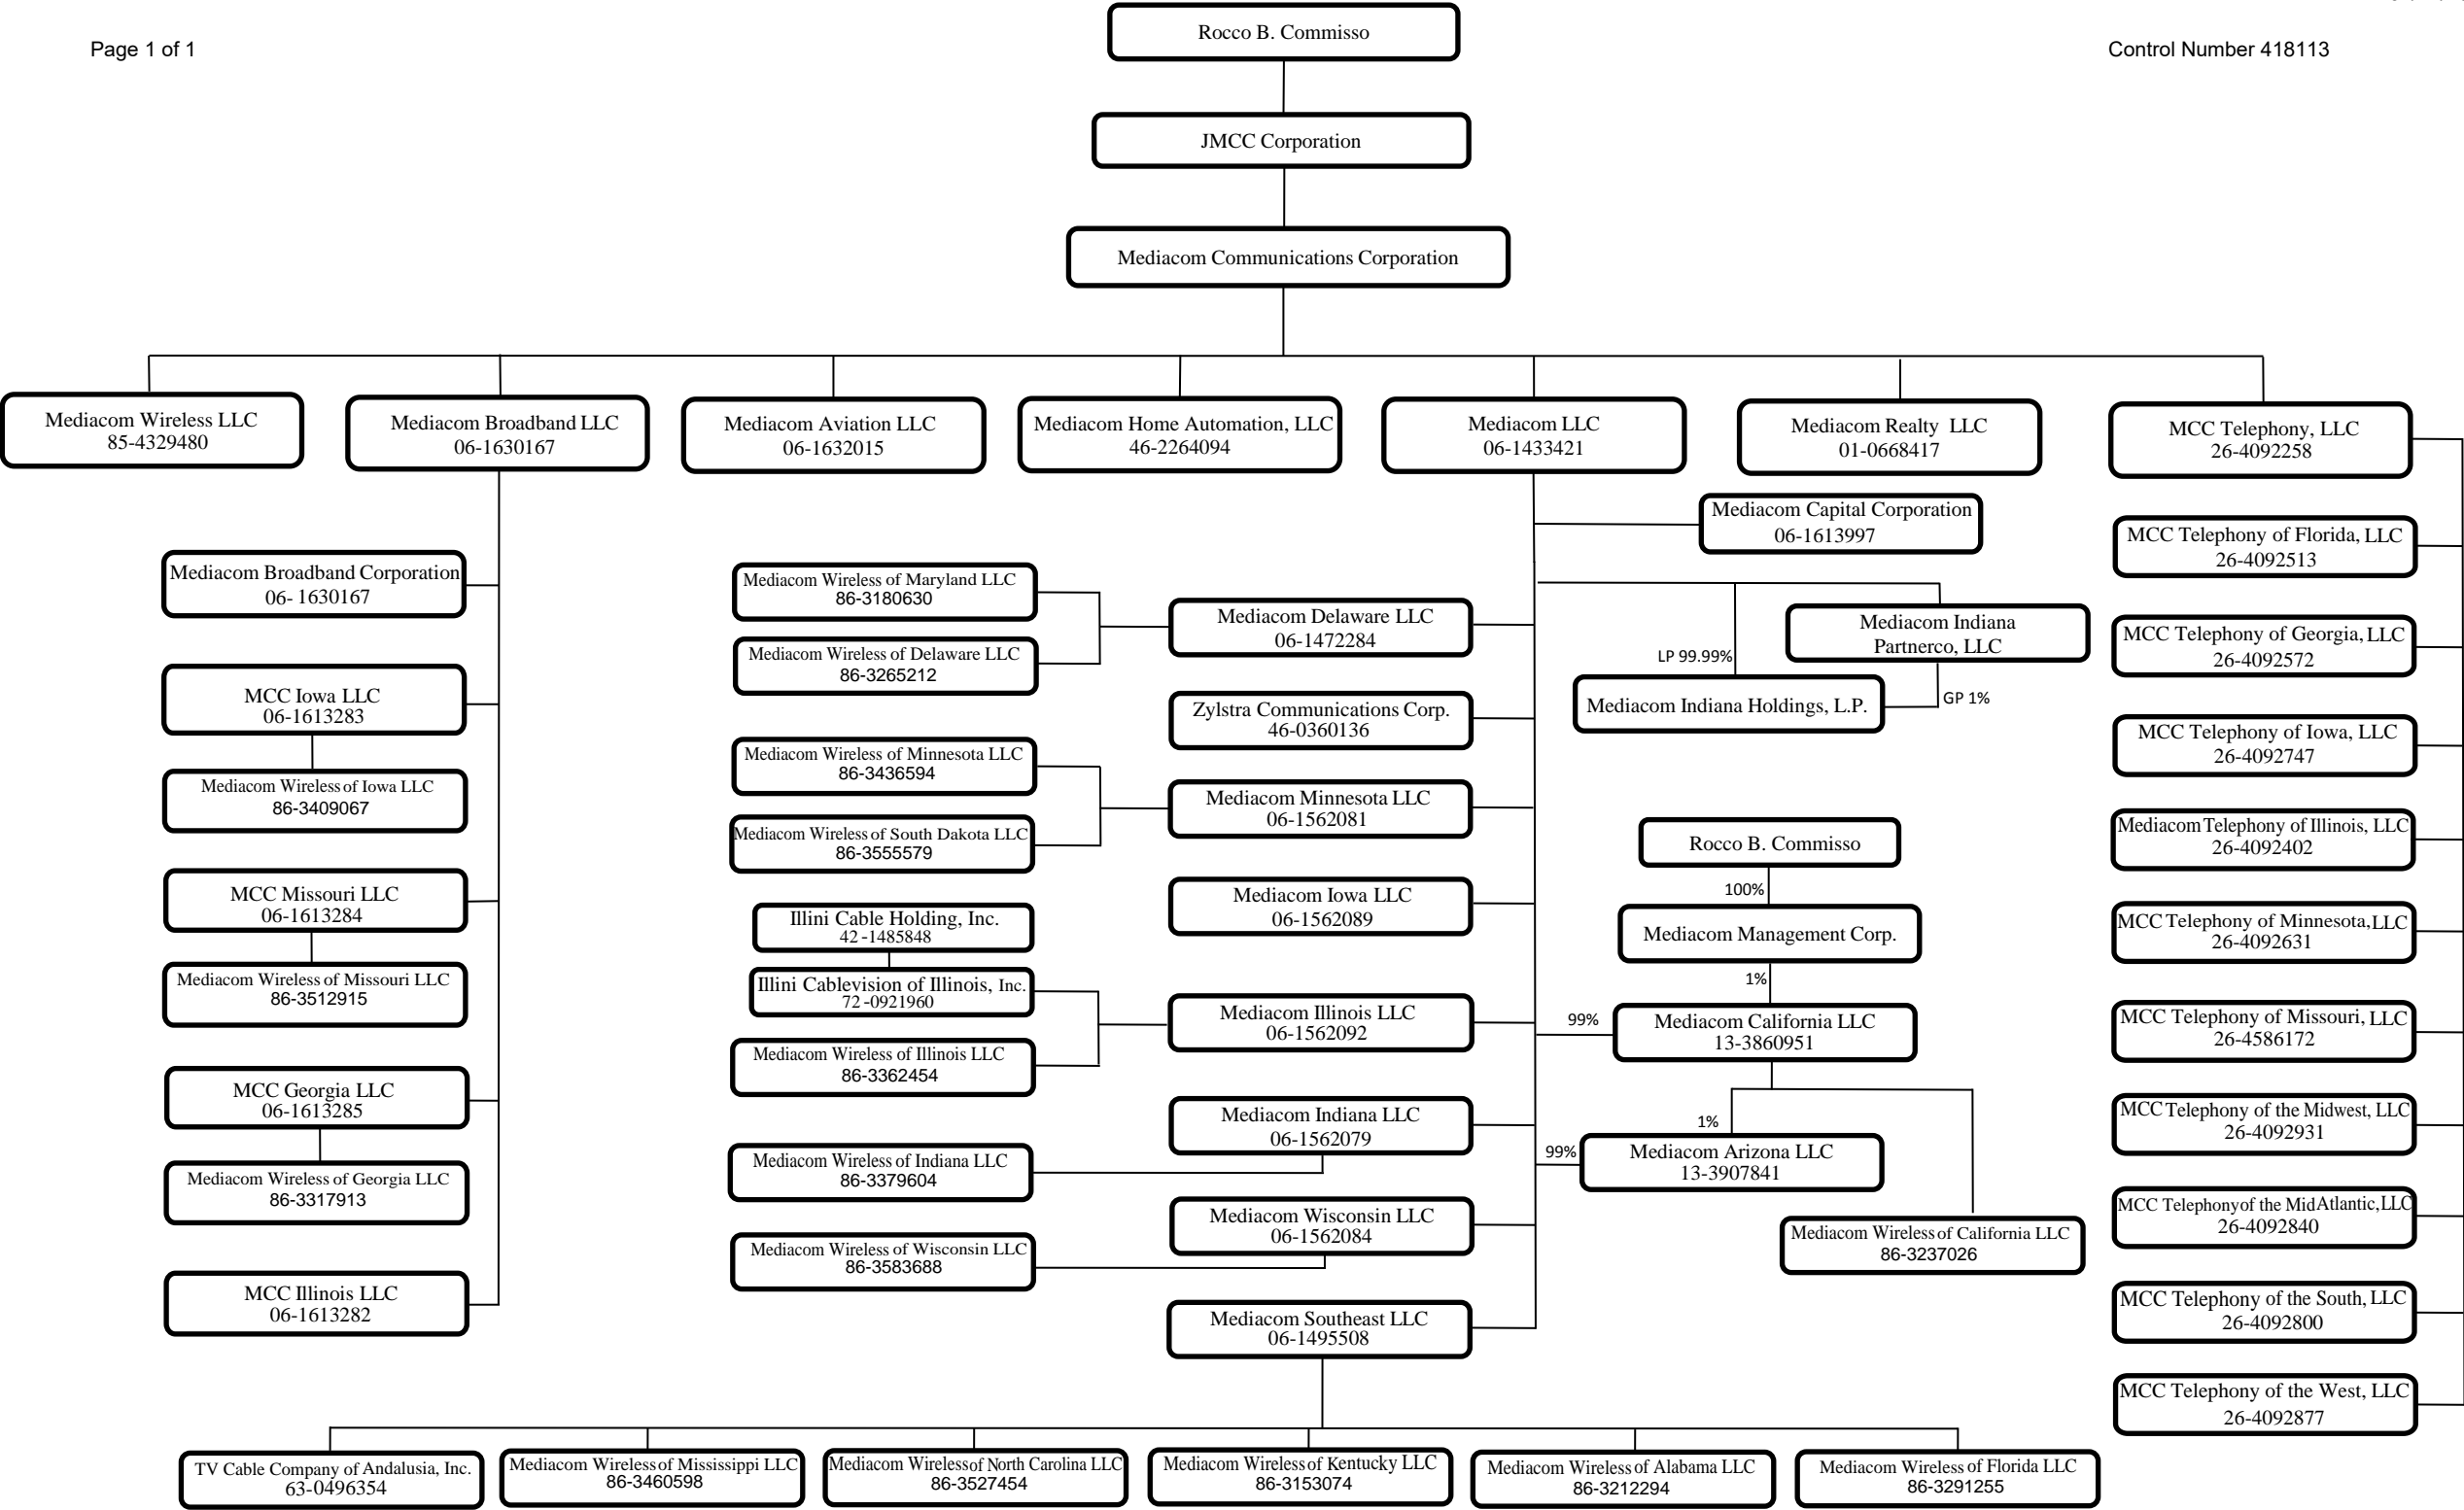 Page 1 of 1
Control Number 418113
Rocco B. Commisso
JMCC Corporation
Mediacom Communications Corporation
Mediacom Wireless LLC
85-4329480
Mediacom Broadband LLC
06-1630167
Mediacom Aviation LLC
06-1632015
Mediacom Home Automation, LLC
46-2264094
Mediacom LLC
06-1433421
Mediacom Realty LLC
01-0668417
MCC Telephony, LLC
26-4092258
Mediacom Broadband Corporation
06- 1630167
MCC Iowa LLC
06-1613283
Mediacom Wireless of Iowa LLC
86-3409067
MCC Missouri LLC
06-1613284
Mediacom Wireless of Missouri LLC
86-3512915
MCC Georgia LLC
06-1613285
Mediacom Wireless of Georgia LLC
86-3317913
MCC Illinois LLC
06-1613282
Mediacom Wireless of Maryland LLC
86-3180630
Mediacom Wireless of Delaware LLC
86-3265212
Mediacom Wireless of Minnesota LLC
86-3436594
Mediacom Wireless of South Dakota LLC
86-3555579
Illini Cable Holding, Inc.
42 -1485848
Illini Cablevision of Illinois, Inc.
72 -0921960
Mediacom Wireless of Illinois LLC
86-3362454
Mediacom Wireless of Indiana LLC
86-3379604
Mediacom Wireless of Wisconsin LLC
86-3583688
Mediacom Delaware LLC
06-1472284
Zylstra Communications Corp.
46-0360136
Mediacom Minnesota LLC
06-1562081
Mediacom Iowa LLC
06-1562089
Mediacom Illinois LLC
06-1562092
Mediacom Indiana LLC
06-1562079
Mediacom Wisconsin LLC
06-1562084
Mediacom Southeast LLC
06-1495508
Mediacom Capital Corporation
06-1613997
Mediacom Indiana
Partnerco, LLC
LP 99.99%
Mediacom Indiana Holdings, L.P.
GP 1%
Rocco B. Commisso
100%
Mediacom Management Corp.
1%
99%
Mediacom California LLC
13-3860951
1%
99%
Mediacom Arizona LLC
13-3907841
Mediacom Wireless of California LLC
86-3237026
MCC Telephony of Florida, LLC
26-4092513
MCC Telephony of Georgia, LLC
26-4092572
MCC Telephony of Iowa, LLC
26-4092747
Mediacom Telephony of Illinois, LLC
26-4092402
MCC Telephony of Minnesota, LLC
26-4092631
MCC Telephony of Missouri, LLC
26-4586172
MCC Telephony of the Midwest, LLC
26-4092931
MCC Telephony of the MidAtlantic, LLC
26-4092840
MCC Telephony of the South, LLC
26-4092800
MCC Telephony of the West, LLC
26-4092877
TV Cable Company of Andalusia, Inc.
63-0496354
Mediacom Wireless of Mississippi LLC
86-3460598
Mediacom Wireless of North Carolina LLC
86-3527454
Mediacom Wireless of Kentucky LLC
86-3153074
Mediacom Wireless of Alabama LLC
86-3212294
Mediacom Wireless of Florida LLC
86-3291255